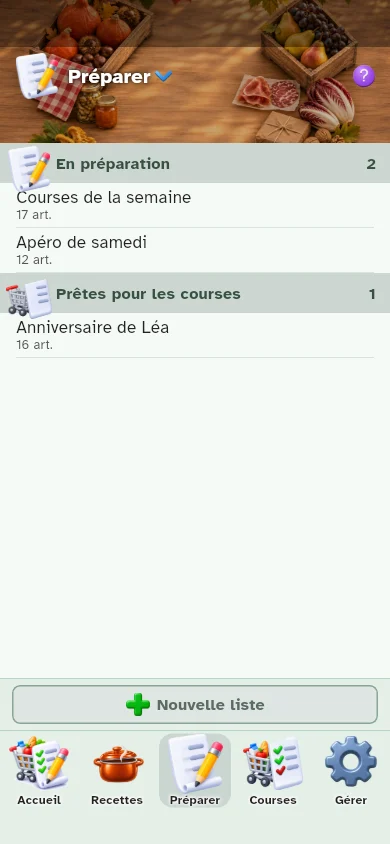 Préparer
?
En préparation 2
Courses de la semaine
17 art.
Apéro de samedi
12 art.
Prêtes pour les courses 1
Anniversaire de Léa
16 art.
Nouvelle liste
Accueil Recettes Préparer Courses Gérer